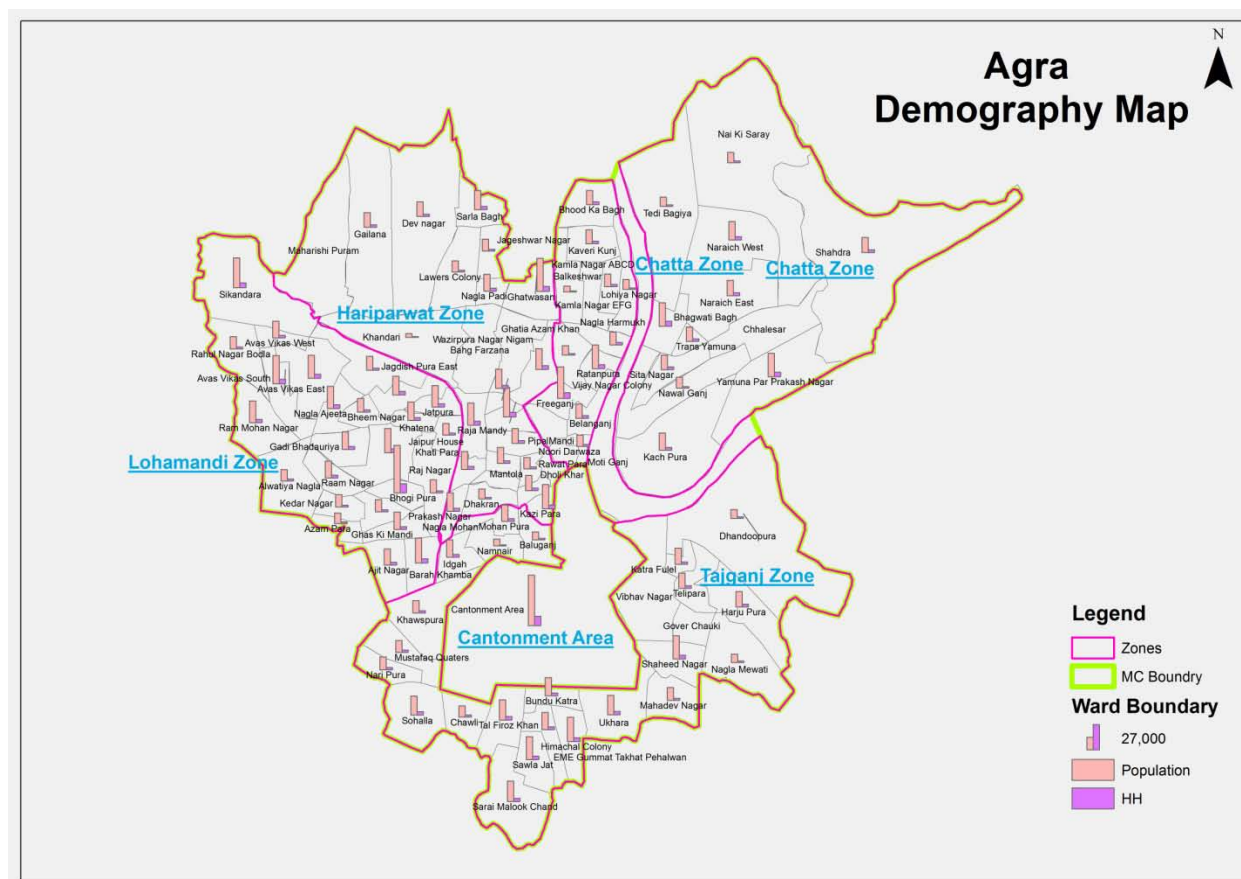 Agra
Demography Map
N
Nai Ki Saray
Bhood Ka Bagh
Tedi Bagiya
Sarla Bagh
Dev nagar
Gailana
Maharishi Puram
Jageshwar Nagar
Kaveri Kunj
Naraich West
Shahdra
Chatta Zone
Chatta Zone
Kamla Nagar ABCD
Balkeshwar
Lawers Colony
Sikandara
Nagla Padi
Ghatwasan
Lohiya Nagar
Kamla Nagar EFG
Naraich East
Hariparwat Zone
Nagla Harmukh
Bhagwati Bagh
Ghatia Azam Khan
Chhalesar
Khandari
Wazirpura Nagar Nigam
Bahg Farzana
Trans Yamuna
Avas Vikas West
Rahul Nagar Bodla
Jagdish Pura East
Ratanpura
Sita Nagar
Yamuna Par Prakash Nagar
Avas Vikas South
Avas Vikas East
Vijay Nagar Colony
Nawal Ganj
Freeganj
Nagla Ajeeta
Bheem Nagar
Jatpura
Khatena
Raja Mandy
Belanganj
Ram Mohan Nagar
Gadi Bhadauriya
Jaipur House
Khati Para
PipalMandi
Noori Darwaza
Kach Pura
Lohamandi Zone
Raj Nagar
Mantola
Rawat Para
Moti Ganj
Dholi Khar
Alwatiya Nagla
Raam Nagar
Bhogi Pura
Kedar Nagar
Dhakran
Kazi Para
Azam Para
Prakash Nagar
Ghas Ki Mandi
Nagla Mohan
Mohan Pura
Dhandoopura
Namnair
Baluganj
Idgah
Ajit Nagar
Barah Khamba
Katra Fulel
Tajganj Zone
Telipara
Vibhav Nagar
Harju Pura
Khawspura
Cantonment Area
Gover Chauki
Cantonment Area
Mustafaq Quaters
Nari Pura
Shaheed Nagar
Nagla Mewati
Bundu Katra
Mahadev Nagar
Sohalla
Chawli
Tal Firoz Khan
Ukhara
Himachal Colony
EME Gummat Takhat Pehalwan
Sawla Jat
Sarai Malook Chand
Legend
Zones
MC Boundry
Ward Boundary
27,000
Population
HH